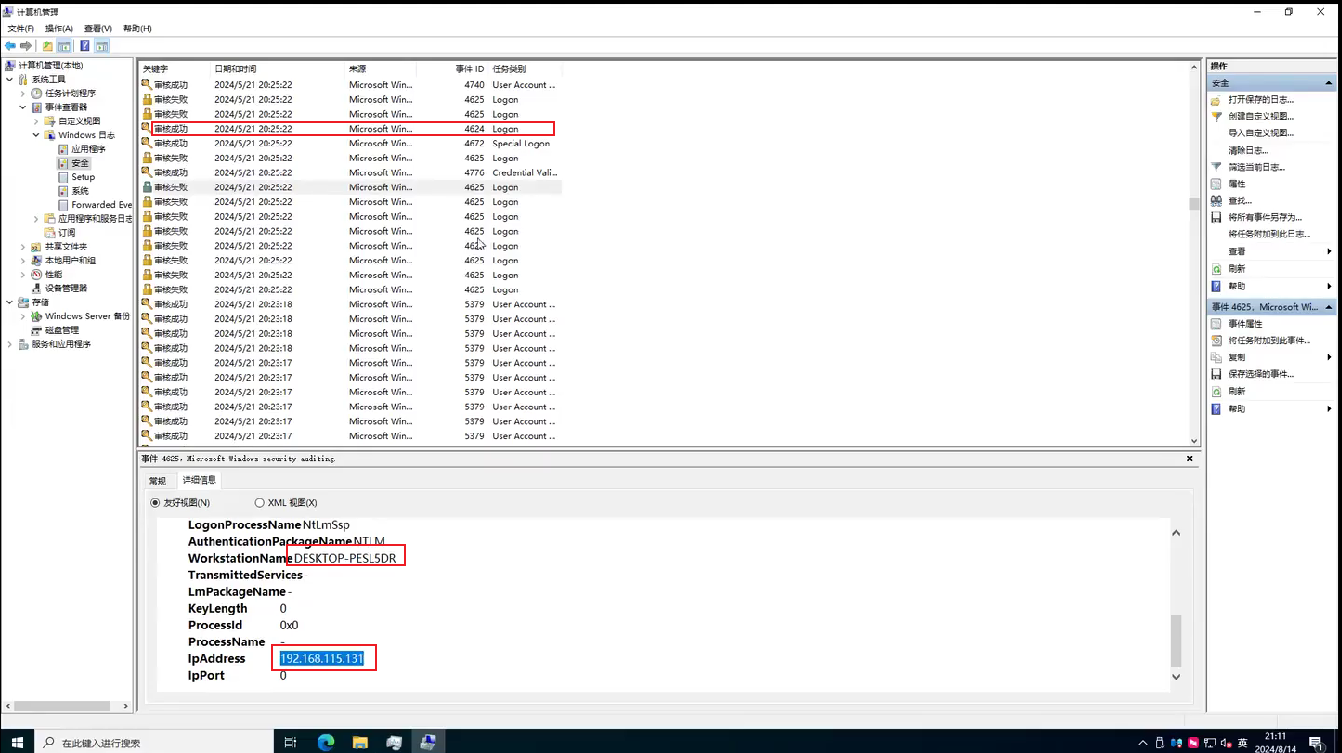 计算机管理
文件(F) 操作(A) 查看(V) 帮助(H)
计算机管理(本地)
系统工具
任务计划程序
事件查看器
自定义视图
Windows 日志
应用程序
安全
Setup
系统
Forwarded Eve
应用程序和服务日志
订阅
共享文件夹
本地用户和组
性能
设备管理器
存储
Windows Server 备份
磁盘管理
服务和应用程序
关键字 日期和时间 来源 事件 ID 任务类别
审核成功 2024/5/21 20:25:22 Microsoft Win... 4740 User Account ...
审核失败 2024/5/21 20:25:22 Microsoft Win... 4625 Logon
审核失败 2024/5/21 20:25:22 Microsoft Win... 4625 Logon
审核成功 2024/5/21 20:25:22 Microsoft Win... 4624 Logon
审核成功 2024/5/21 20:25:22 Microsoft Win... 4672 Special Logon
审核失败 2024/5/21 20:25:22 Microsoft Win... 4625 Logon
审核成功 2024/5/21 20:25:22 Microsoft Win... 4776 Credential Vali...
审核失败 2024/5/21 20:25:22 Microsoft Win... 4625 Logon
审核失败 2024/5/21 20:25:22 Microsoft Win... 4625 Logon
审核失败 2024/5/21 20:25:22 Microsoft Win... 4625 Logon
审核失败 2024/5/21 20:25:22 Microsoft Win... 4625 Logon
审核失败 2024/5/21 20:25:22 Microsoft Win... 4625 Logon
审核失败 2024/5/21 20:25:22 Microsoft Win... 4625 Logon
审核失败 2024/5/21 20:25:22 Microsoft Win... 4625 Logon
审核失败 2024/5/21 20:25:22 Microsoft Win... 4625 Logon
审核成功 2024/5/21 20:23:18 Microsoft Win... 5379 User Account ...
审核成功 2024/5/21 20:23:18 Microsoft Win... 5379 User Account ...
审核成功 2024/5/21 20:23:18 Microsoft Win... 5379 User Account ...
审核成功 2024/5/21 20:23:18 Microsoft Win... 5379 User Account ...
审核成功 2024/5/21 20:23:17 Microsoft Win... 5379 User Account ...
审核成功 2024/5/21 20:23:17 Microsoft Win... 5379 User Account ...
审核成功 2024/5/21 20:23:17 Microsoft Win... 5379 User Account ...
审核成功 2024/5/21 20:23:17 Microsoft Win... 5379 User Account ...
审核成功 2024/5/21 20:23:17 Microsoft Win... 5379 User Account ...
审核成功 2024/5/21 20:23:17 Microsoft Win... 5379 User Account ...
事件 4625，Microsoft Windows security auditing.
常规 详细信息
友好视图(N) XML 视图(X)
LogonProcessName NtLmSsp
AuthenticationPackageName NTLM
WorkstationName DESKTOP-PESL5DR
TransmittedServices
LmPackageName -
KeyLength 0
ProcessId 0x0
ProcessName -
IpAddress 192.168.115.131
IpPort 0
操作
安全
打开保存的日志...
创建自定义视图...
导入自定义视图...
清除日志...
筛选当前日志...
属性
查找...
将所有事件另存为...
将任务附加到此日志...
查看
刷新
帮助
事件 4625，Microsoft Wi...
事件属性
将任务附加到此事件...
复制
保存选择的事件...
刷新
帮助
在此键入进行搜索
英
21:11
2024/8/14
1